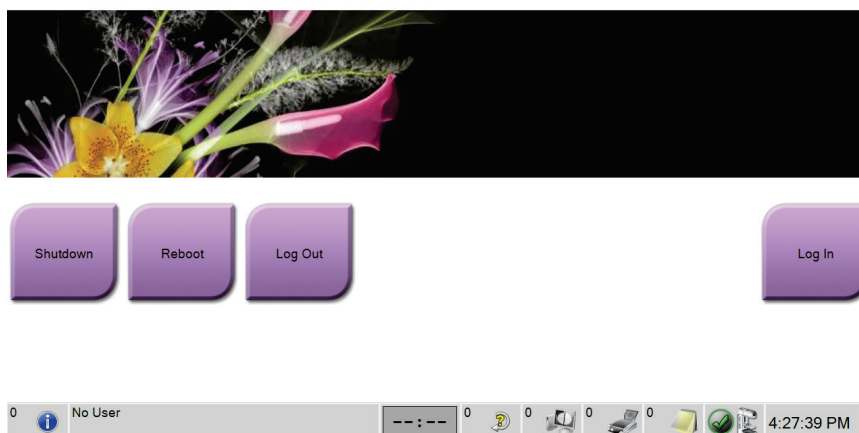 Shutdown
Reboot
Log Out
Log In
0
No User
--:--
0
0
0
0
4:27:39 PM